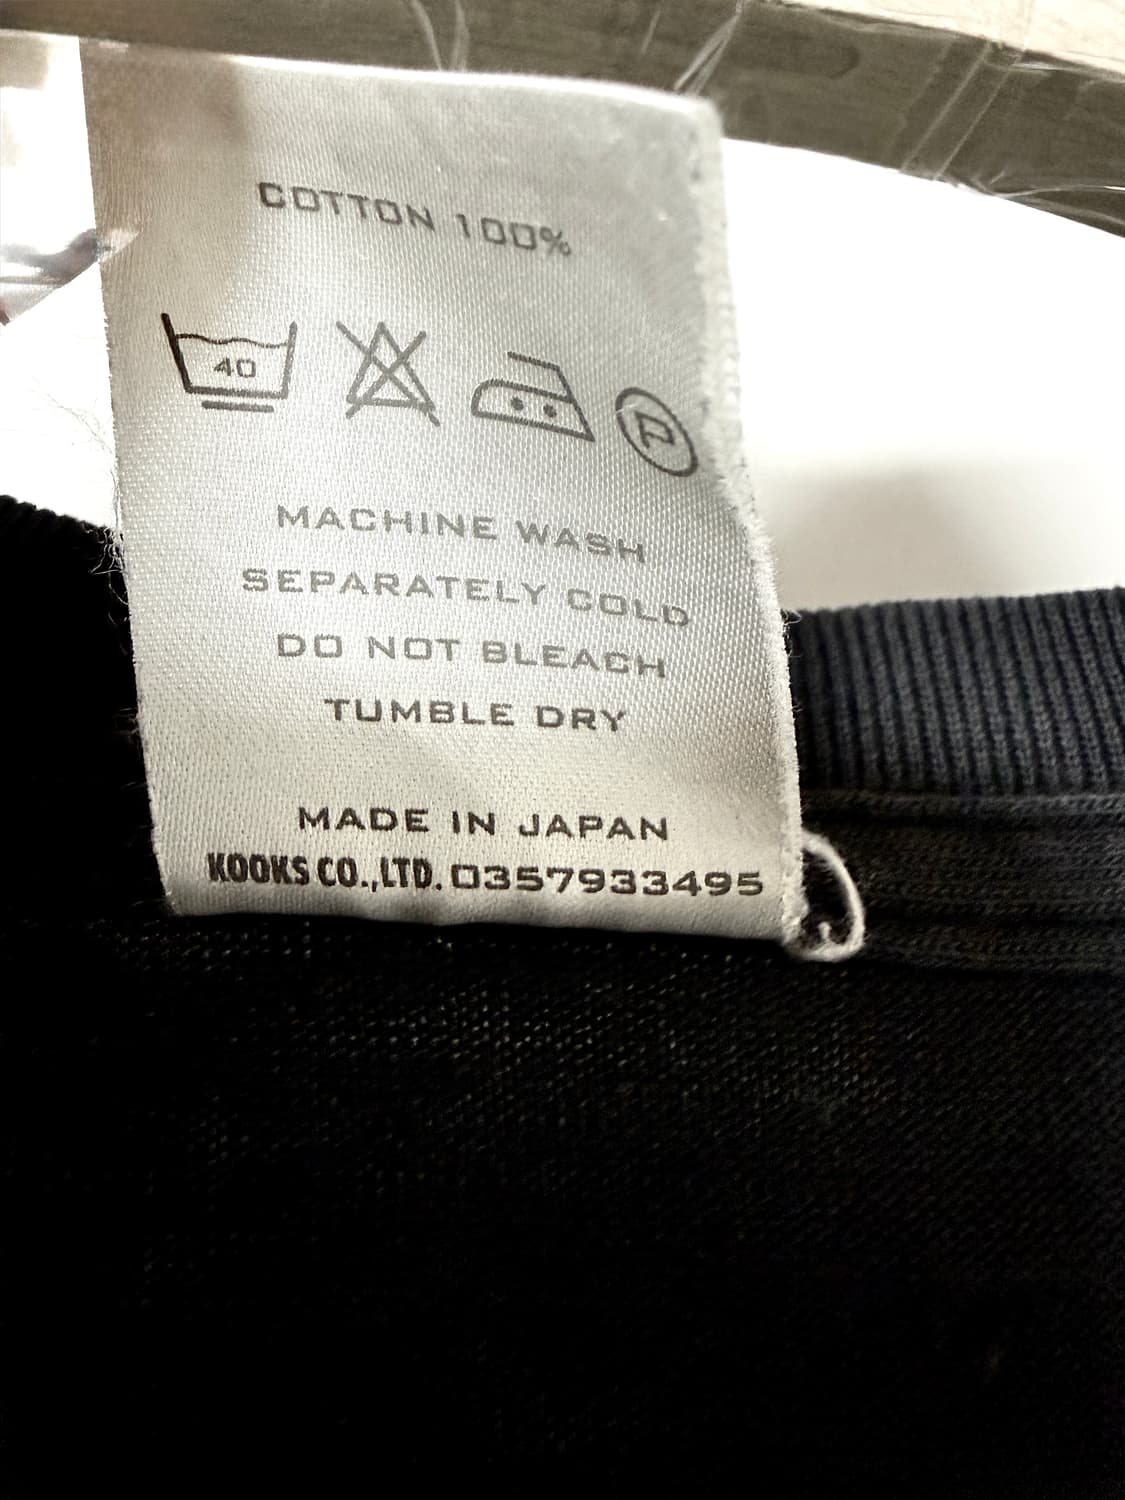 COTTON 100%
40
P
MACHINE WASH
SEPARATELY COLD
DO NOT BLEACH
TUMBLE DRY
MADE IN JAPAN
KOOKS CO.,LTD. 0357933495